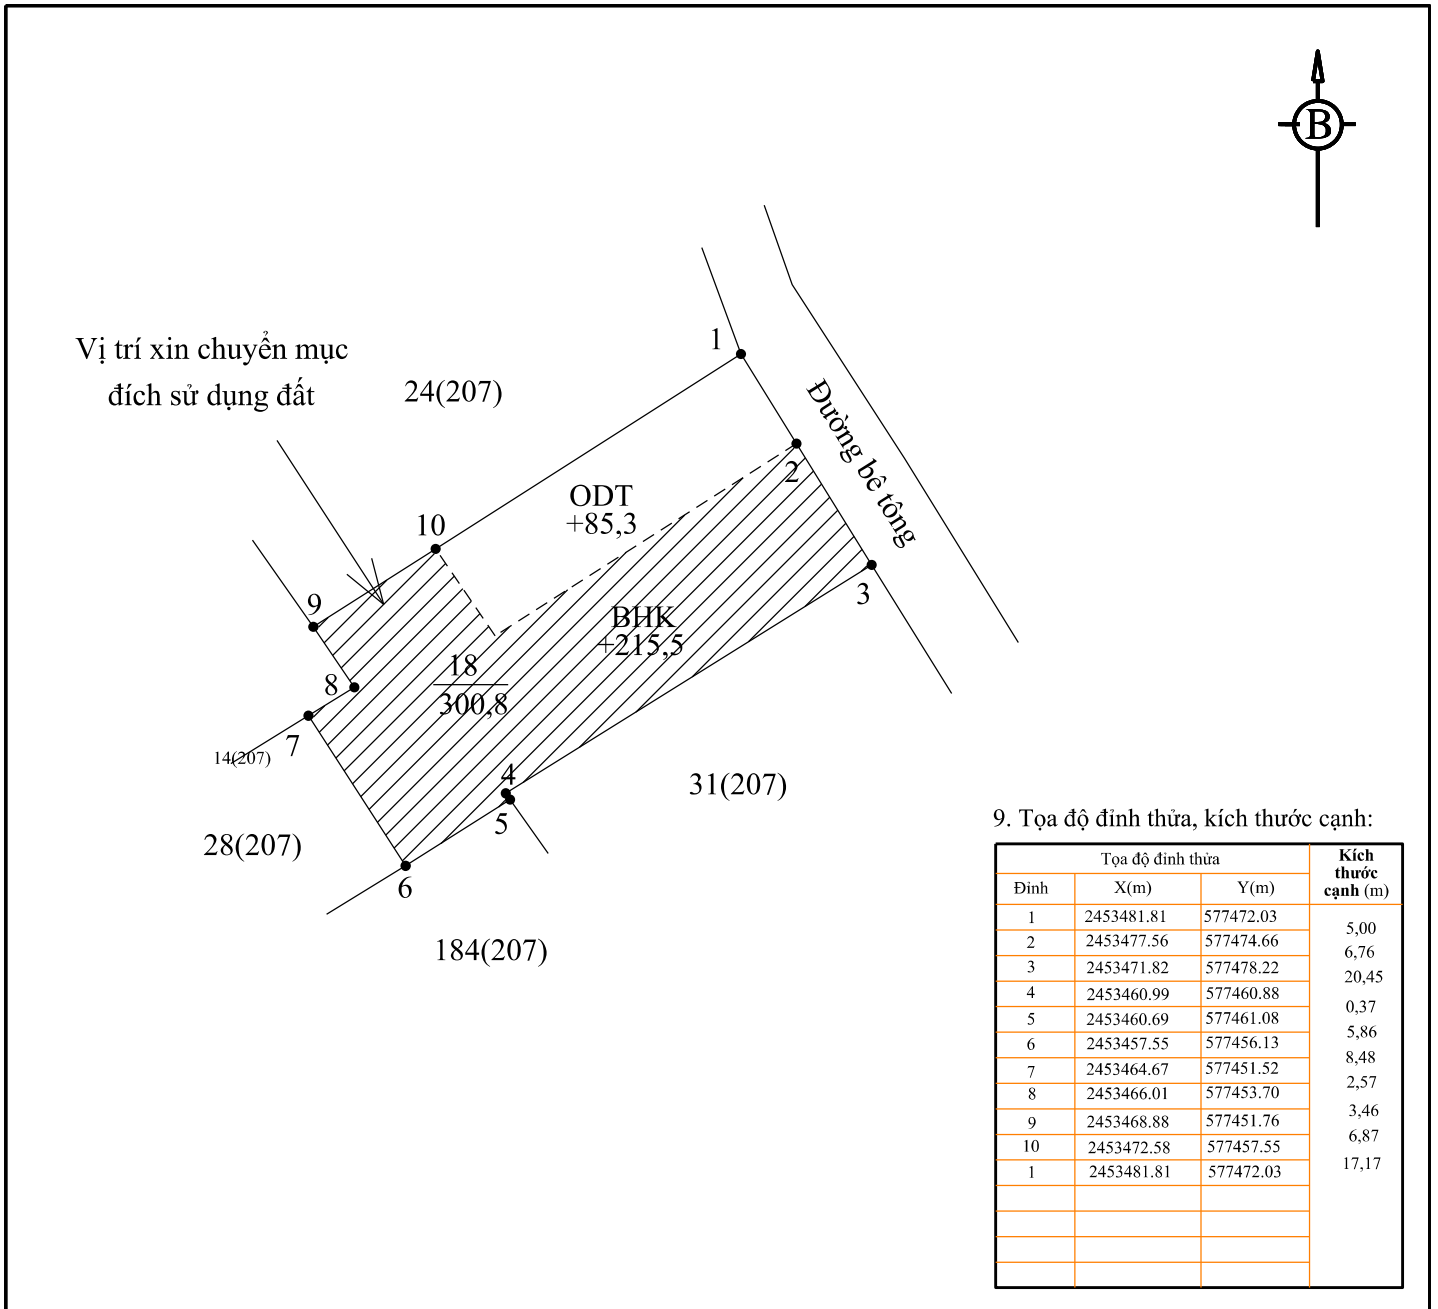 B
Vị trí xin chuyển mục
đích sử dụng đất
24(207)
1
Đường bê tông
2
ODT
+85,3
10
3
9
BHK
+215,5
18
300,8
8
7
14(207)
4
5
31(207)
28(207)
6
184(207)
9. Tọa độ đỉnh thửa, kích thước cạnh:
Tọa độ đỉnh thửa Kích thước cạnh (m)
Đỉnh X(m) Y(m)
1 2453481.81 577472.03
5,00
2 2453477.56 577474.66
6,76
3 2453471.82 577478.22
20,45
4 2453460.99 577460.88
0,37
5 2453460.69 577461.08
5,86
6 2453457.55 577456.13
8,48
7 2453464.67 577451.52
2,57
8 2453466.01 577453.70
3,46
9 2453468.88 577451.76
6,87
10 2453472.58 577457.55
17,17
1 2453481.81 577472.03